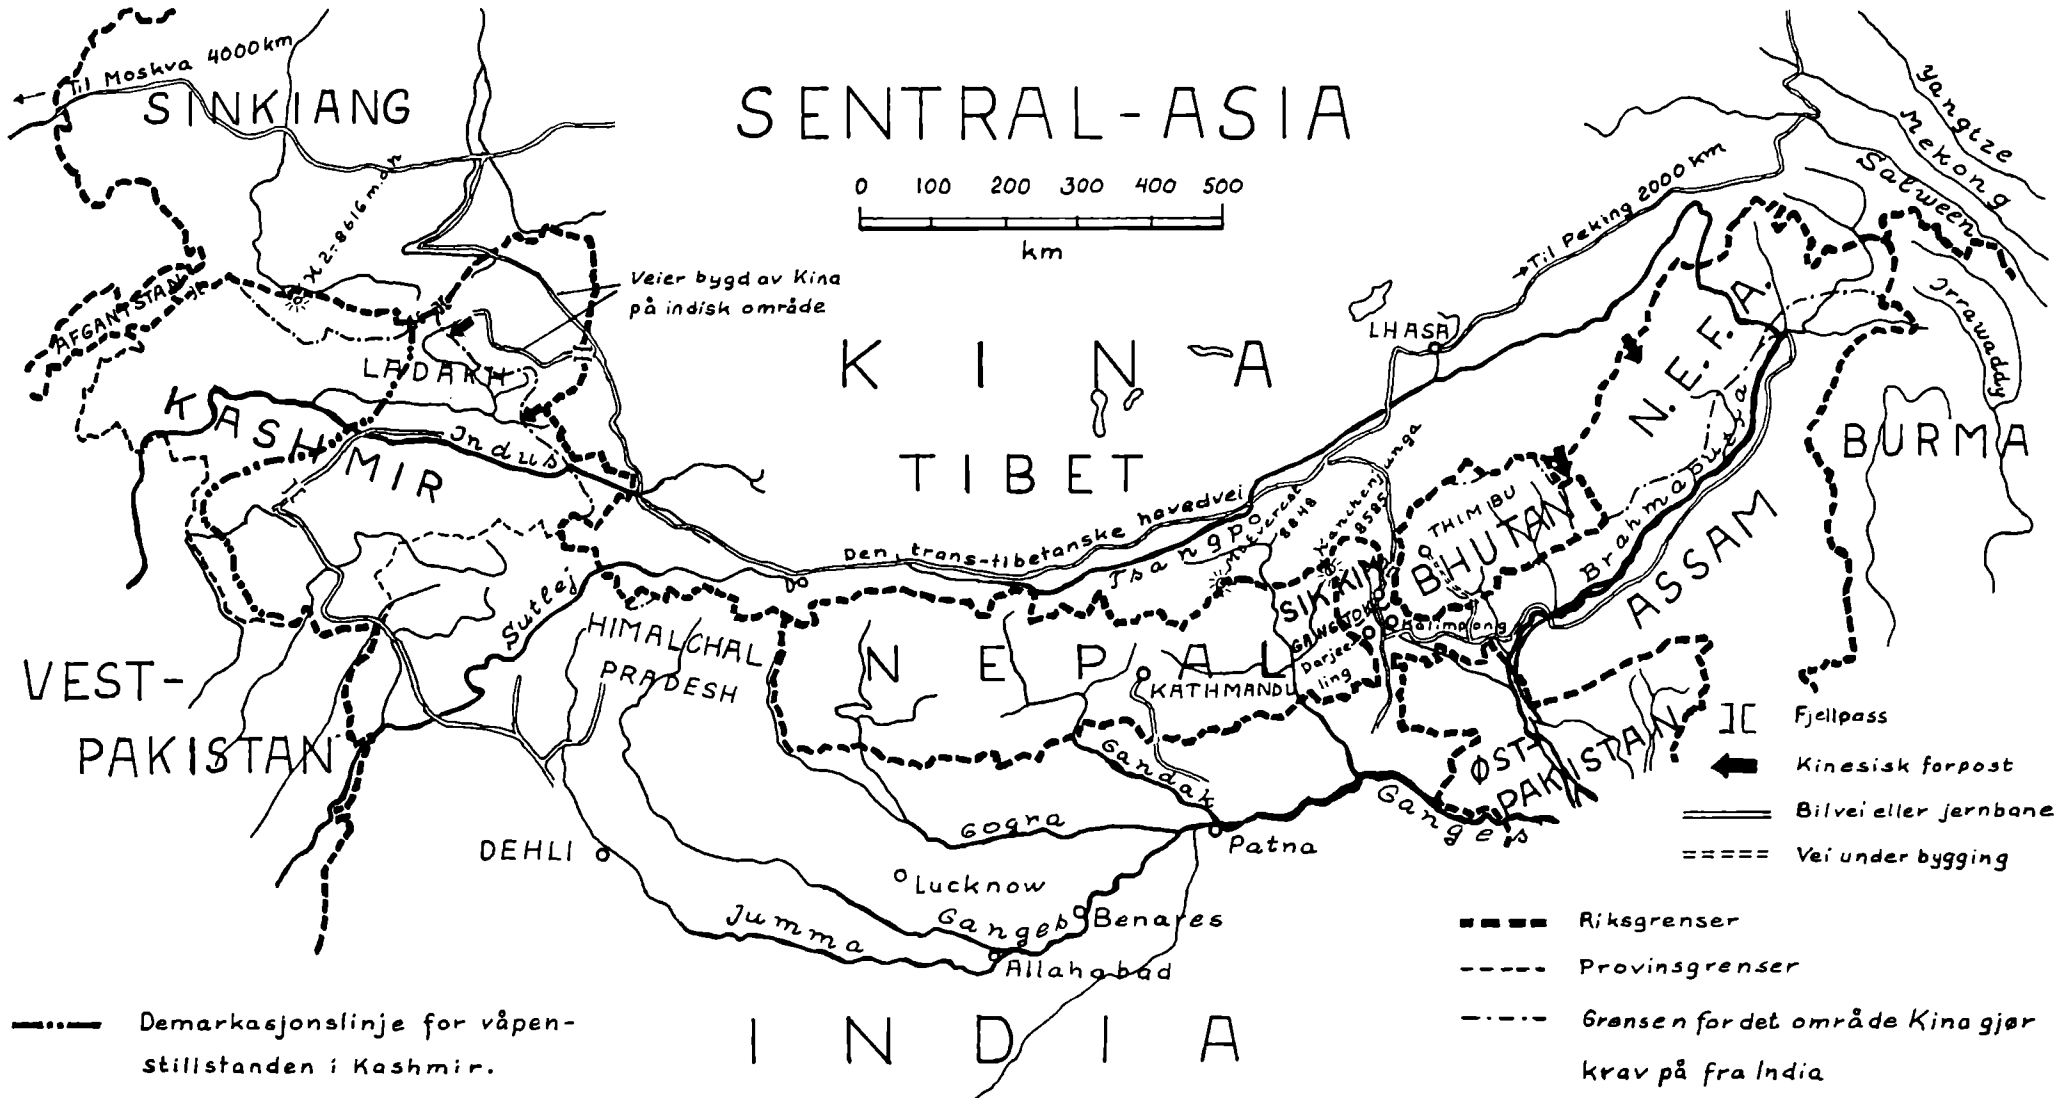 Til Moskva 4000km
SINKIANG
SENTRAL-ASIA
0 100 200 300 400 500
km
Yangtze
Mekong
Salween
Til Peking 2000 km
K2=8616 m.o.h
Veier bygd av Kina
på indisk område
AFGANISTAN
LADAKH
KASHMIR
Indus
KINA
TIBET
LHASA
N.E.F.A.
Irrawaddy
BURMA
Den trans-tibetanske hovedvei
Tsangpo
Mt Everest
8848
Kanchenjunga
8585
THIMBU
BHUTAN
Brahmaputra
ASSAM
SIKKIM
GANGTOK
Kalimpong
Darjee-
ling
Sutlej
HIMALCHAL
PRADESH
NEPAL
KATHMANDU
VEST-
PAKISTAN
ØST-
PAKISTAN
Gandak
Ganges
Gogra
Patna
DEHLI
Lucknow
Ganges
Benares
Jumma
Allahabad
INDIA
Fjellpass
Kinesisk forpost
Bilvei eller jernbane
Vei under bygging
Riksgrenser
Provinsgrenser
Grensen for det område Kina gjør
krav på fra India
Demarkasjonslinje for våpen-
stillstanden i Kashmir.